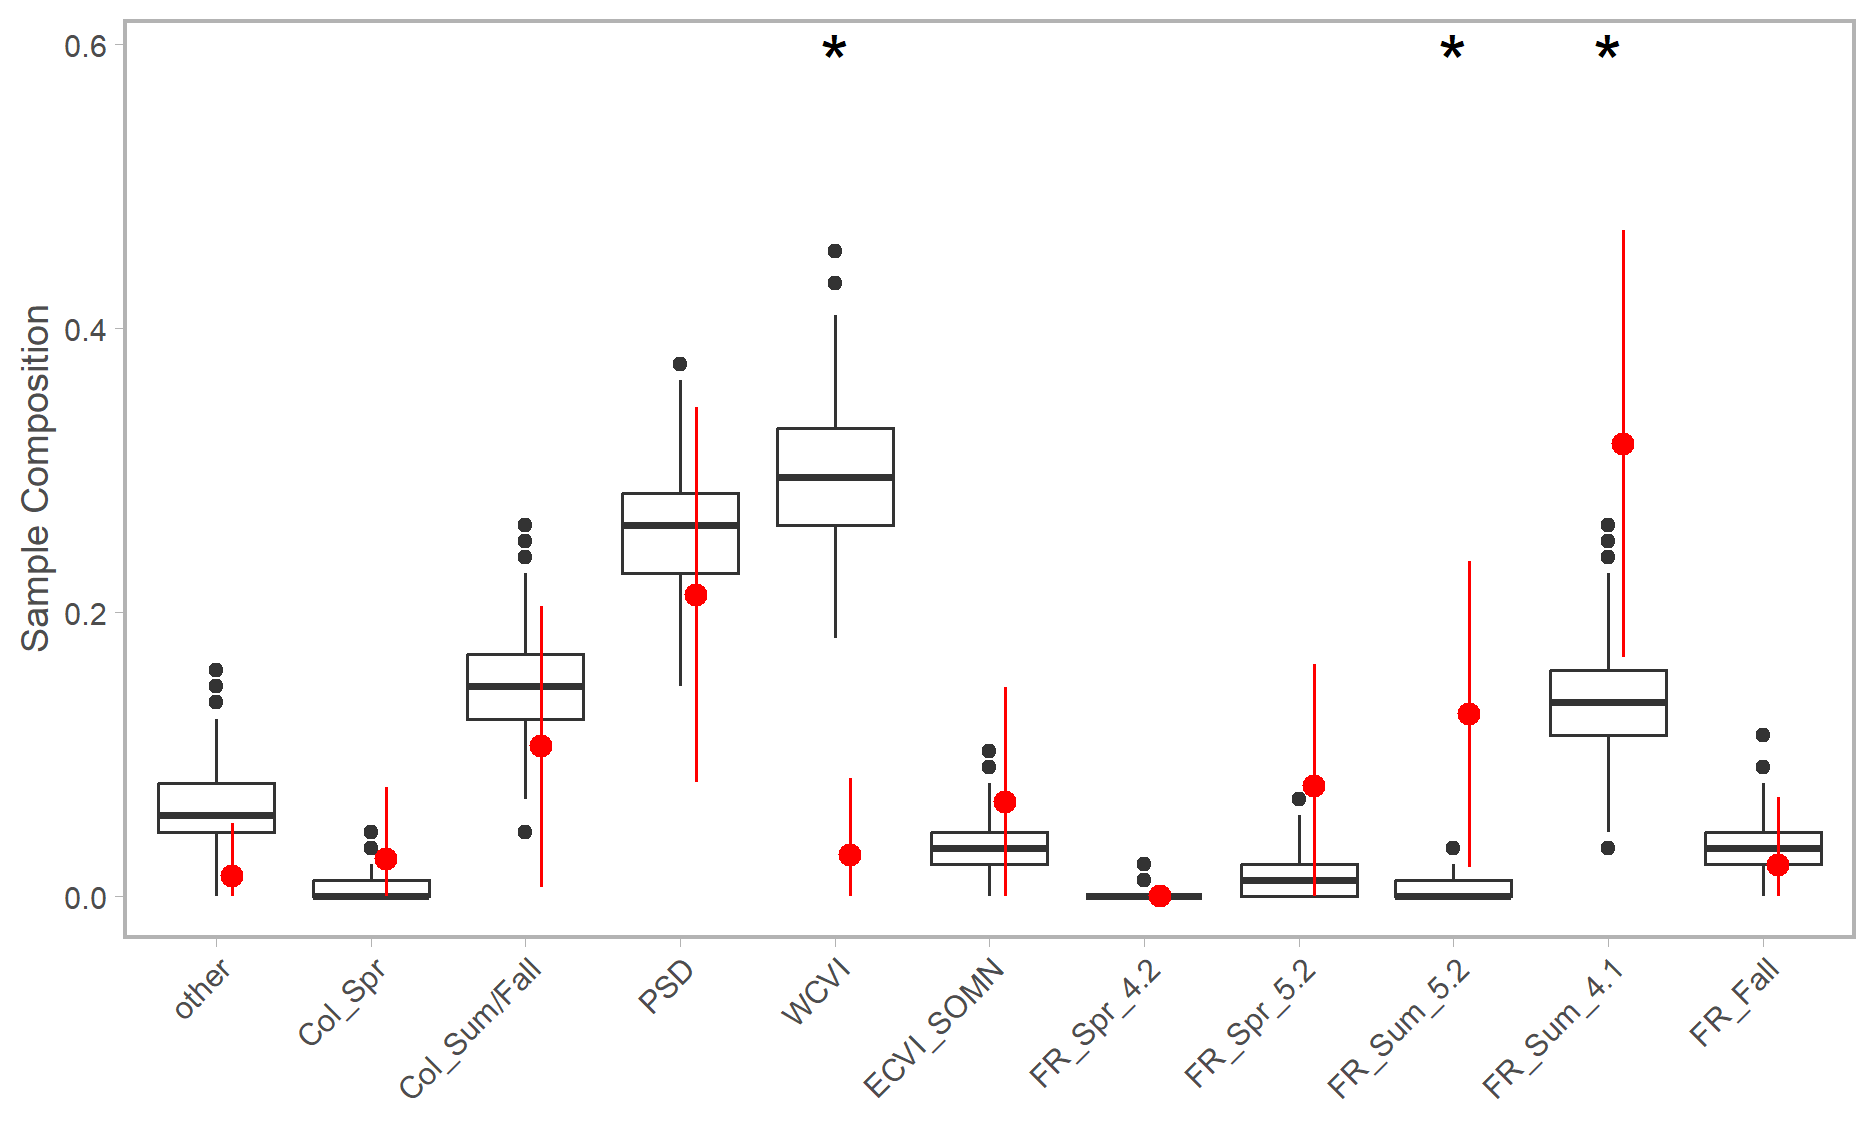 * * *
0.6
0.4
0.2
0.0
Sample Composition
other
Col_Spr
Col_Sum/Fall
PSD
WCVI
ECVI_SOMN
FR_Spr_4.2
FR_Spr_5.2
FR_Sum_5.2
FR_Sum_4.1
FR_Fall